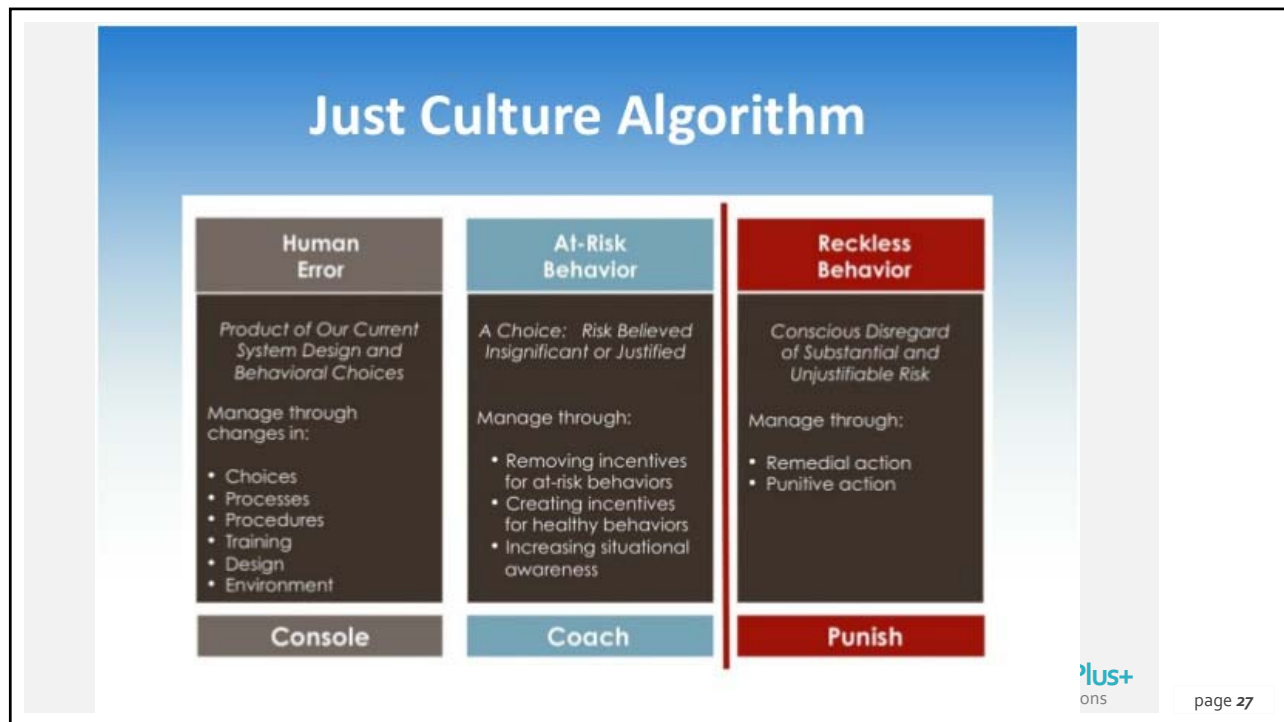 Just Culture Algorithm
Human
Error
Product of Our Current
System Design and
Behavioral Choices
Manage through
changes in:
• Choices
• Processes
• Procedures
• Training
• Design
• Environment
Console
At-Risk
Behavior
A Choice: Risk Believed
Insignificant or Justified
Manage through:
• Removing incentives
for at-risk behaviors
• Creating incentives
for healthy behaviors
• Increasing situational
awareness
Coach
Reckless
Behavior
Conscious Disregard
of Substantial and
Unjustifiable Risk
Manage through:
• Remedial action
• Punitive action
Punish
Plus+
ons
page 27